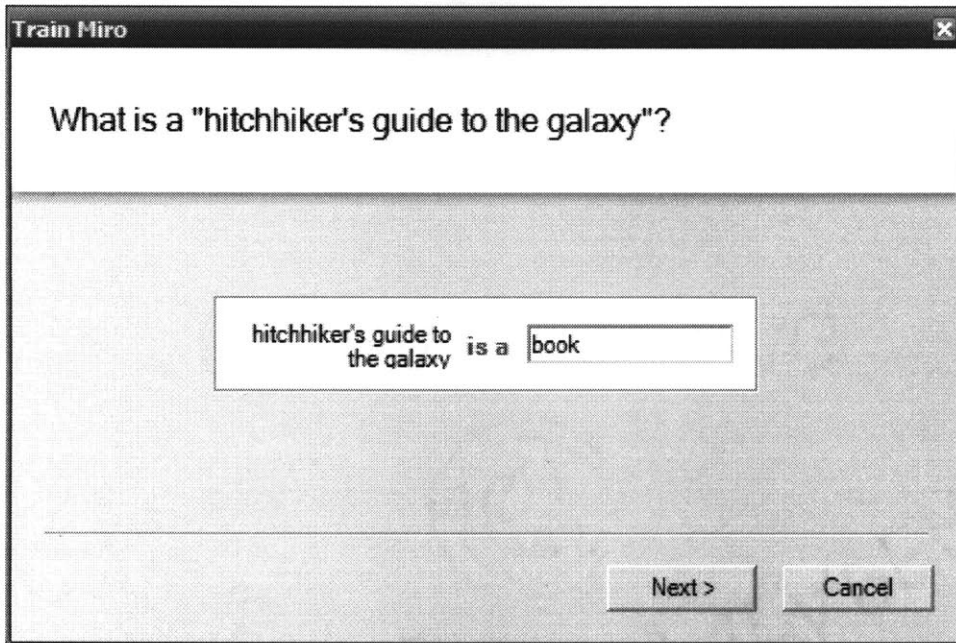 Train Miro
What is a "hitchhiker's guide to the galaxy"?
hitchhiker's guide to
the galaxy
is a
book
Next >
Cancel